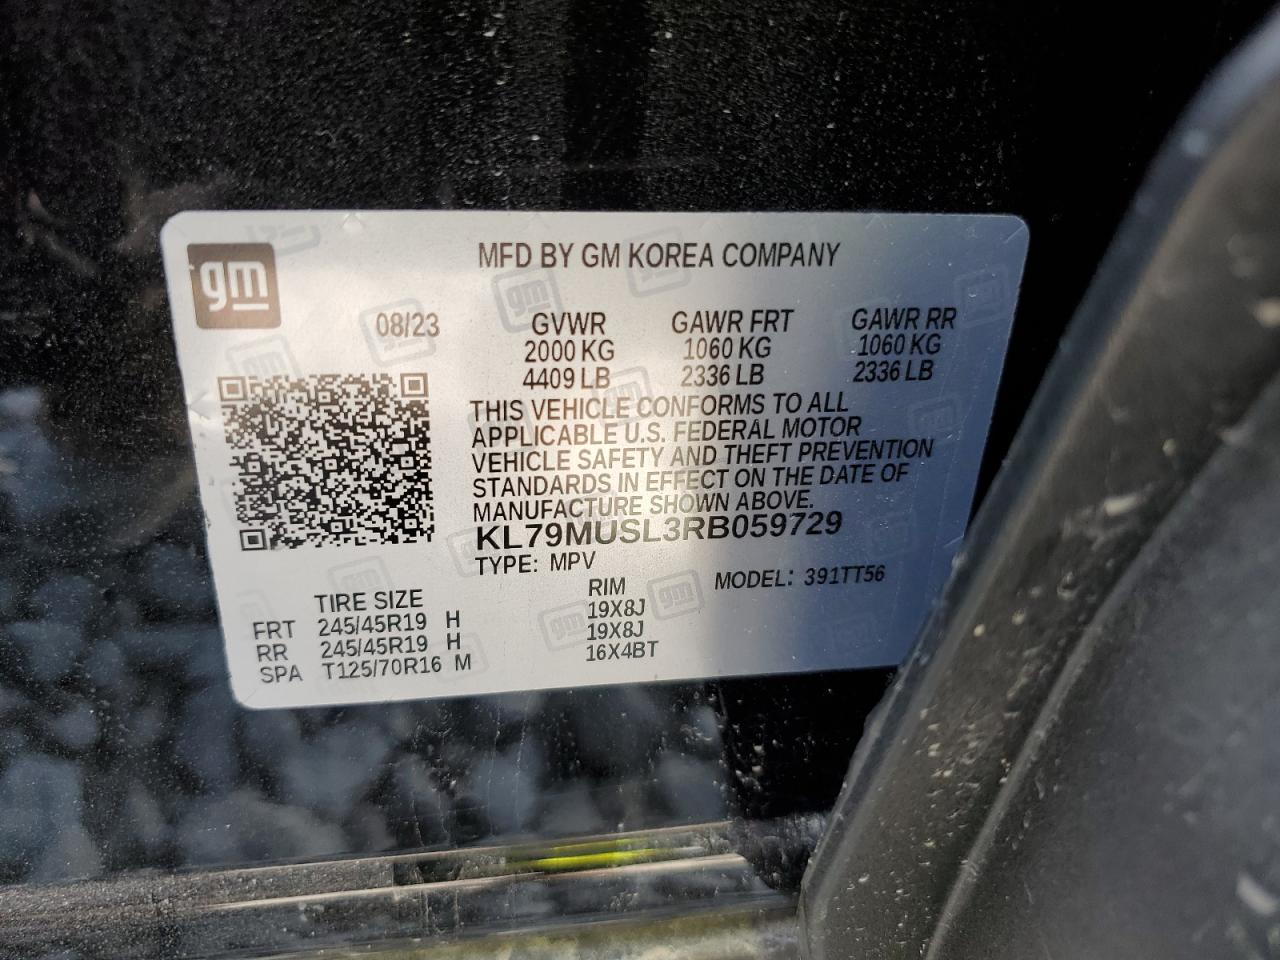 gm
MFD BY GM KOREA COMPANY
08/23
GVWR GAWR FRT GAWR RR
2000 KG 1060 KG 1060 KG
4409 LB 2336 LB 2336 LB
THIS VEHICLE CONFORMS TO ALL
APPLICABLE U.S. FEDERAL MOTOR
VEHICLE SAFETY AND THEFT PREVENTION
STANDARDS IN EFFECT ON THE DATE OF
MANUFACTURE SHOWN ABOVE.
KL79MUSL3RB059729
TYPE: MPV
MODEL: 391TT56
TIRE SIZE RIM
FRT 245/45R19 H 19X8J
RR 245/45R19 H 19X8J
SPA T125/70R16 M 16X4BT